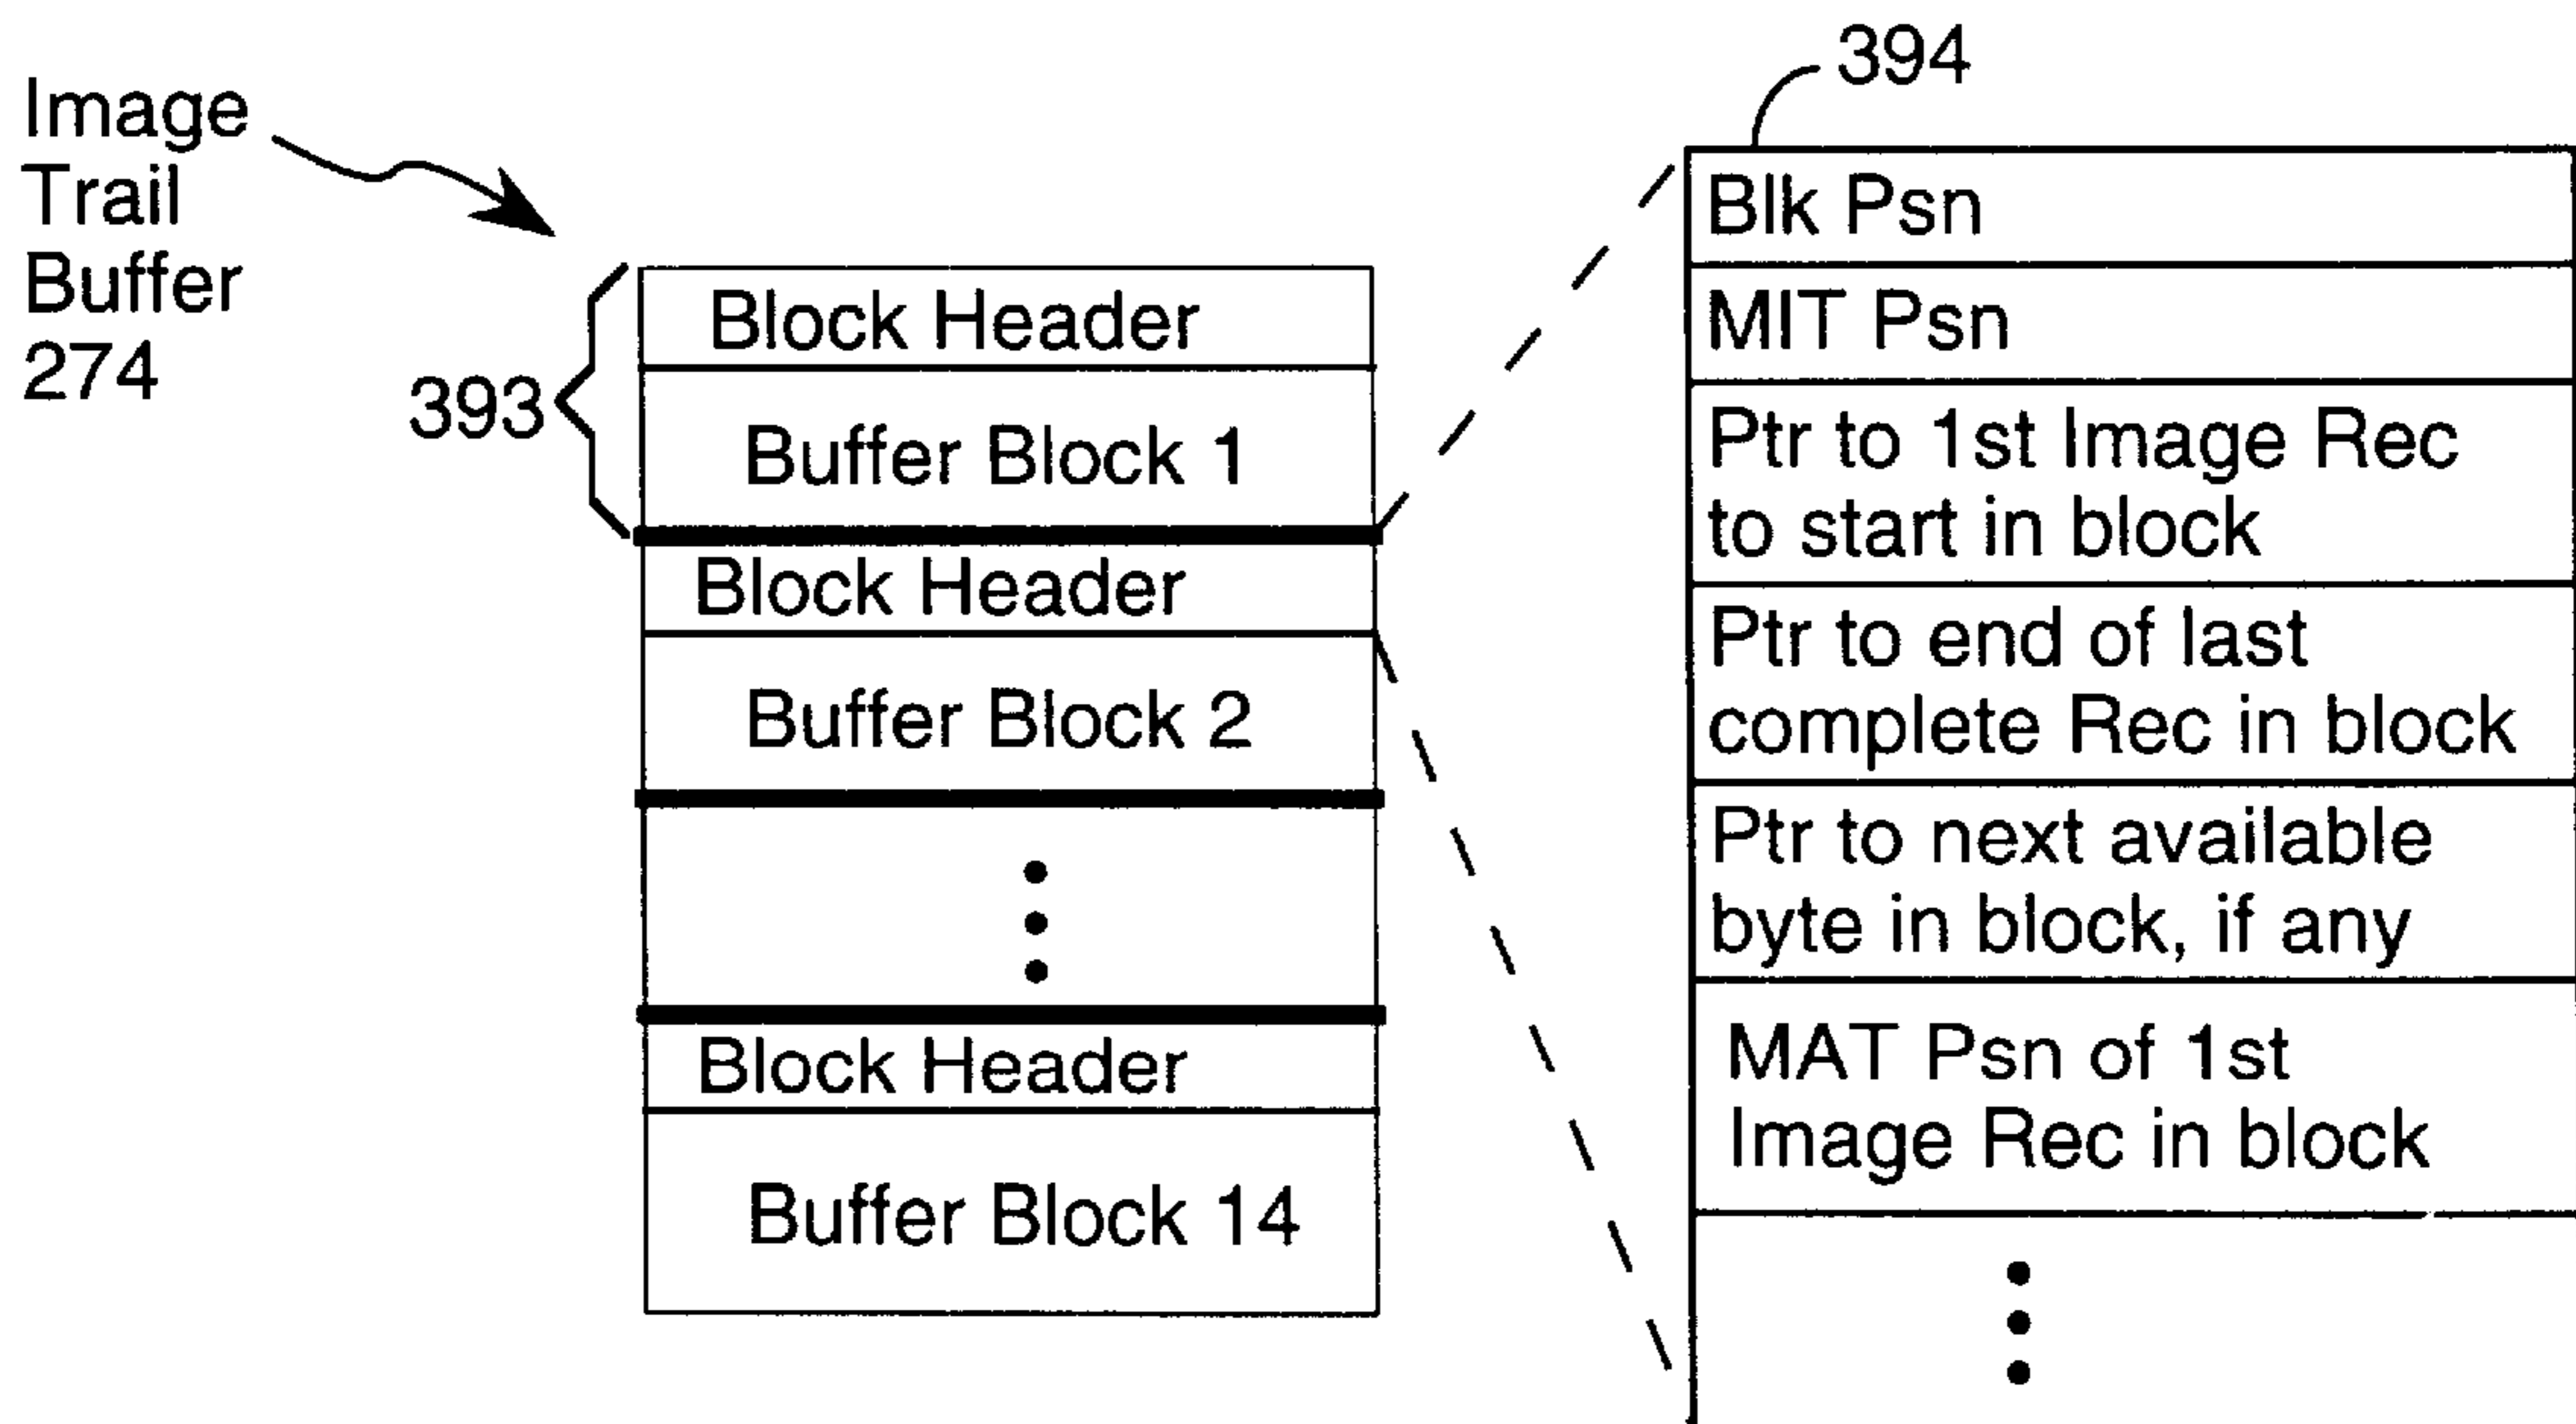 Image
Trail
Buffer
274
393
Block Header
Buffer Block 1
Block Header
Buffer Block 2
Block Header
Buffer Block 14
394
Blk Psn
MIT Psn
Ptr to 1st Image Rec
to start in block
Ptr to end of last
complete Rec in block
Ptr to next available
byte in block, if any
MAT Psn of 1st
Image Rec in block